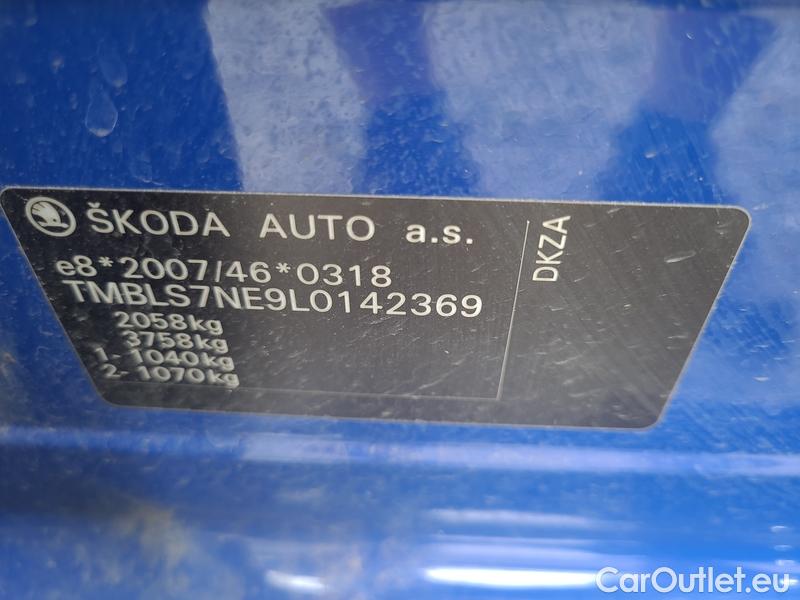 ŠKODA AUTO a.s.
e8*2007/46*0318
TMBLS7NE9L0142369
2058kg
3758kg
1- 1040kg
2- 1070kg
DKZA
CarOutlet.eu